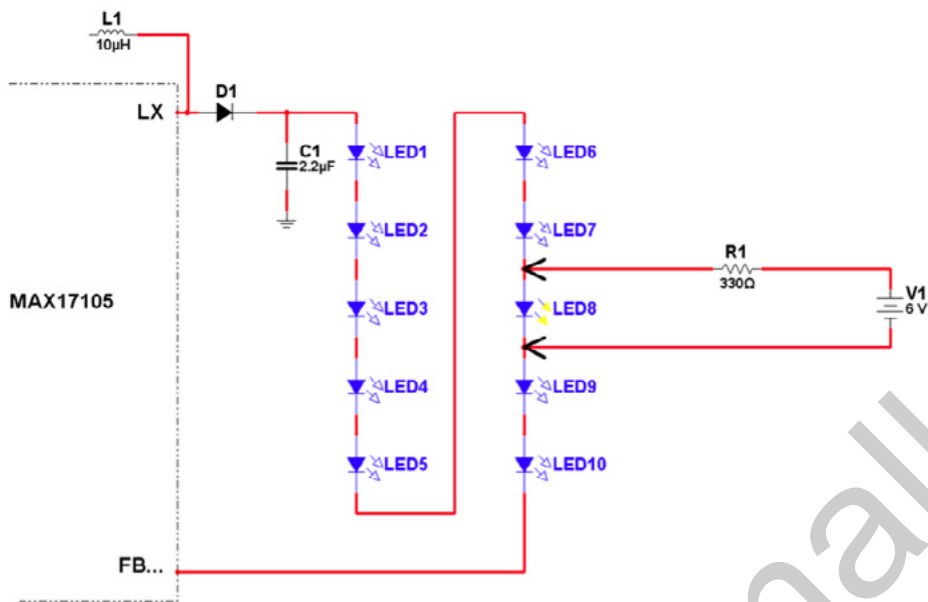 L1
10µH
LX
D1
C1
2.2µF
LED1
LED2
LED3
LED4
LED5
LED6
LED7
LED8
LED9
LED10
R1
330Ω
V1
6 V
MAX17105
FB...